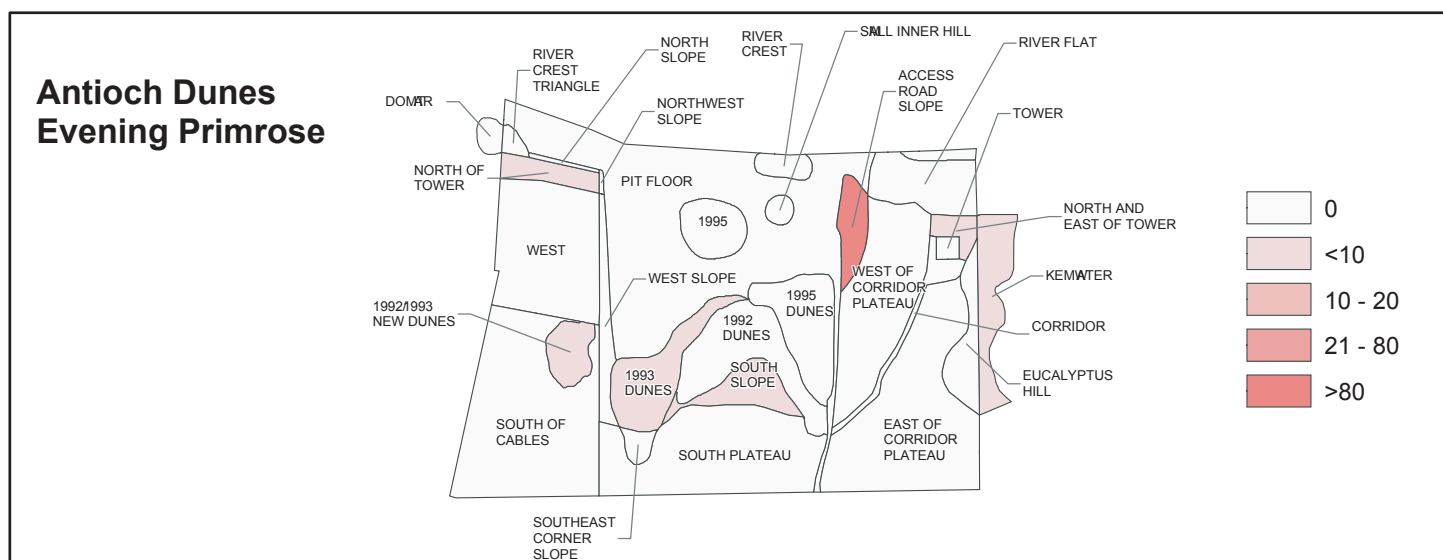 Antioch Dunes
Evening Primrose
DOMTAR
RIVER
CREST
TRIANGLE
NORTH
SLOPE
NORTHWEST
SLOPE
RIVER
CREST
SMALL INNER HILL
ACCESS
ROAD
SLOPE
RIVER FLAT
TOWER
NORTH OF
TOWER
PIT FLOOR
1995
NORTH AND
EAST OF TOWER
WEST
WEST SLOPE
WEST OF
CORRIDOR
PLATEAU
KEMWATER
1992/1993
NEW DUNES
1995
DUNES
1992
DUNES
CORRIDOR
1993
DUNES
SOUTH
SLOPE
EUCALYPTUS
HILL
SOUTH OF
CABLES
SOUTH PLATEAU
EAST OF
CORRIDOR
PLATEAU
SOUTHEAST
CORNER
SLOPE
0
<10
10 - 20
21 - 80
>80